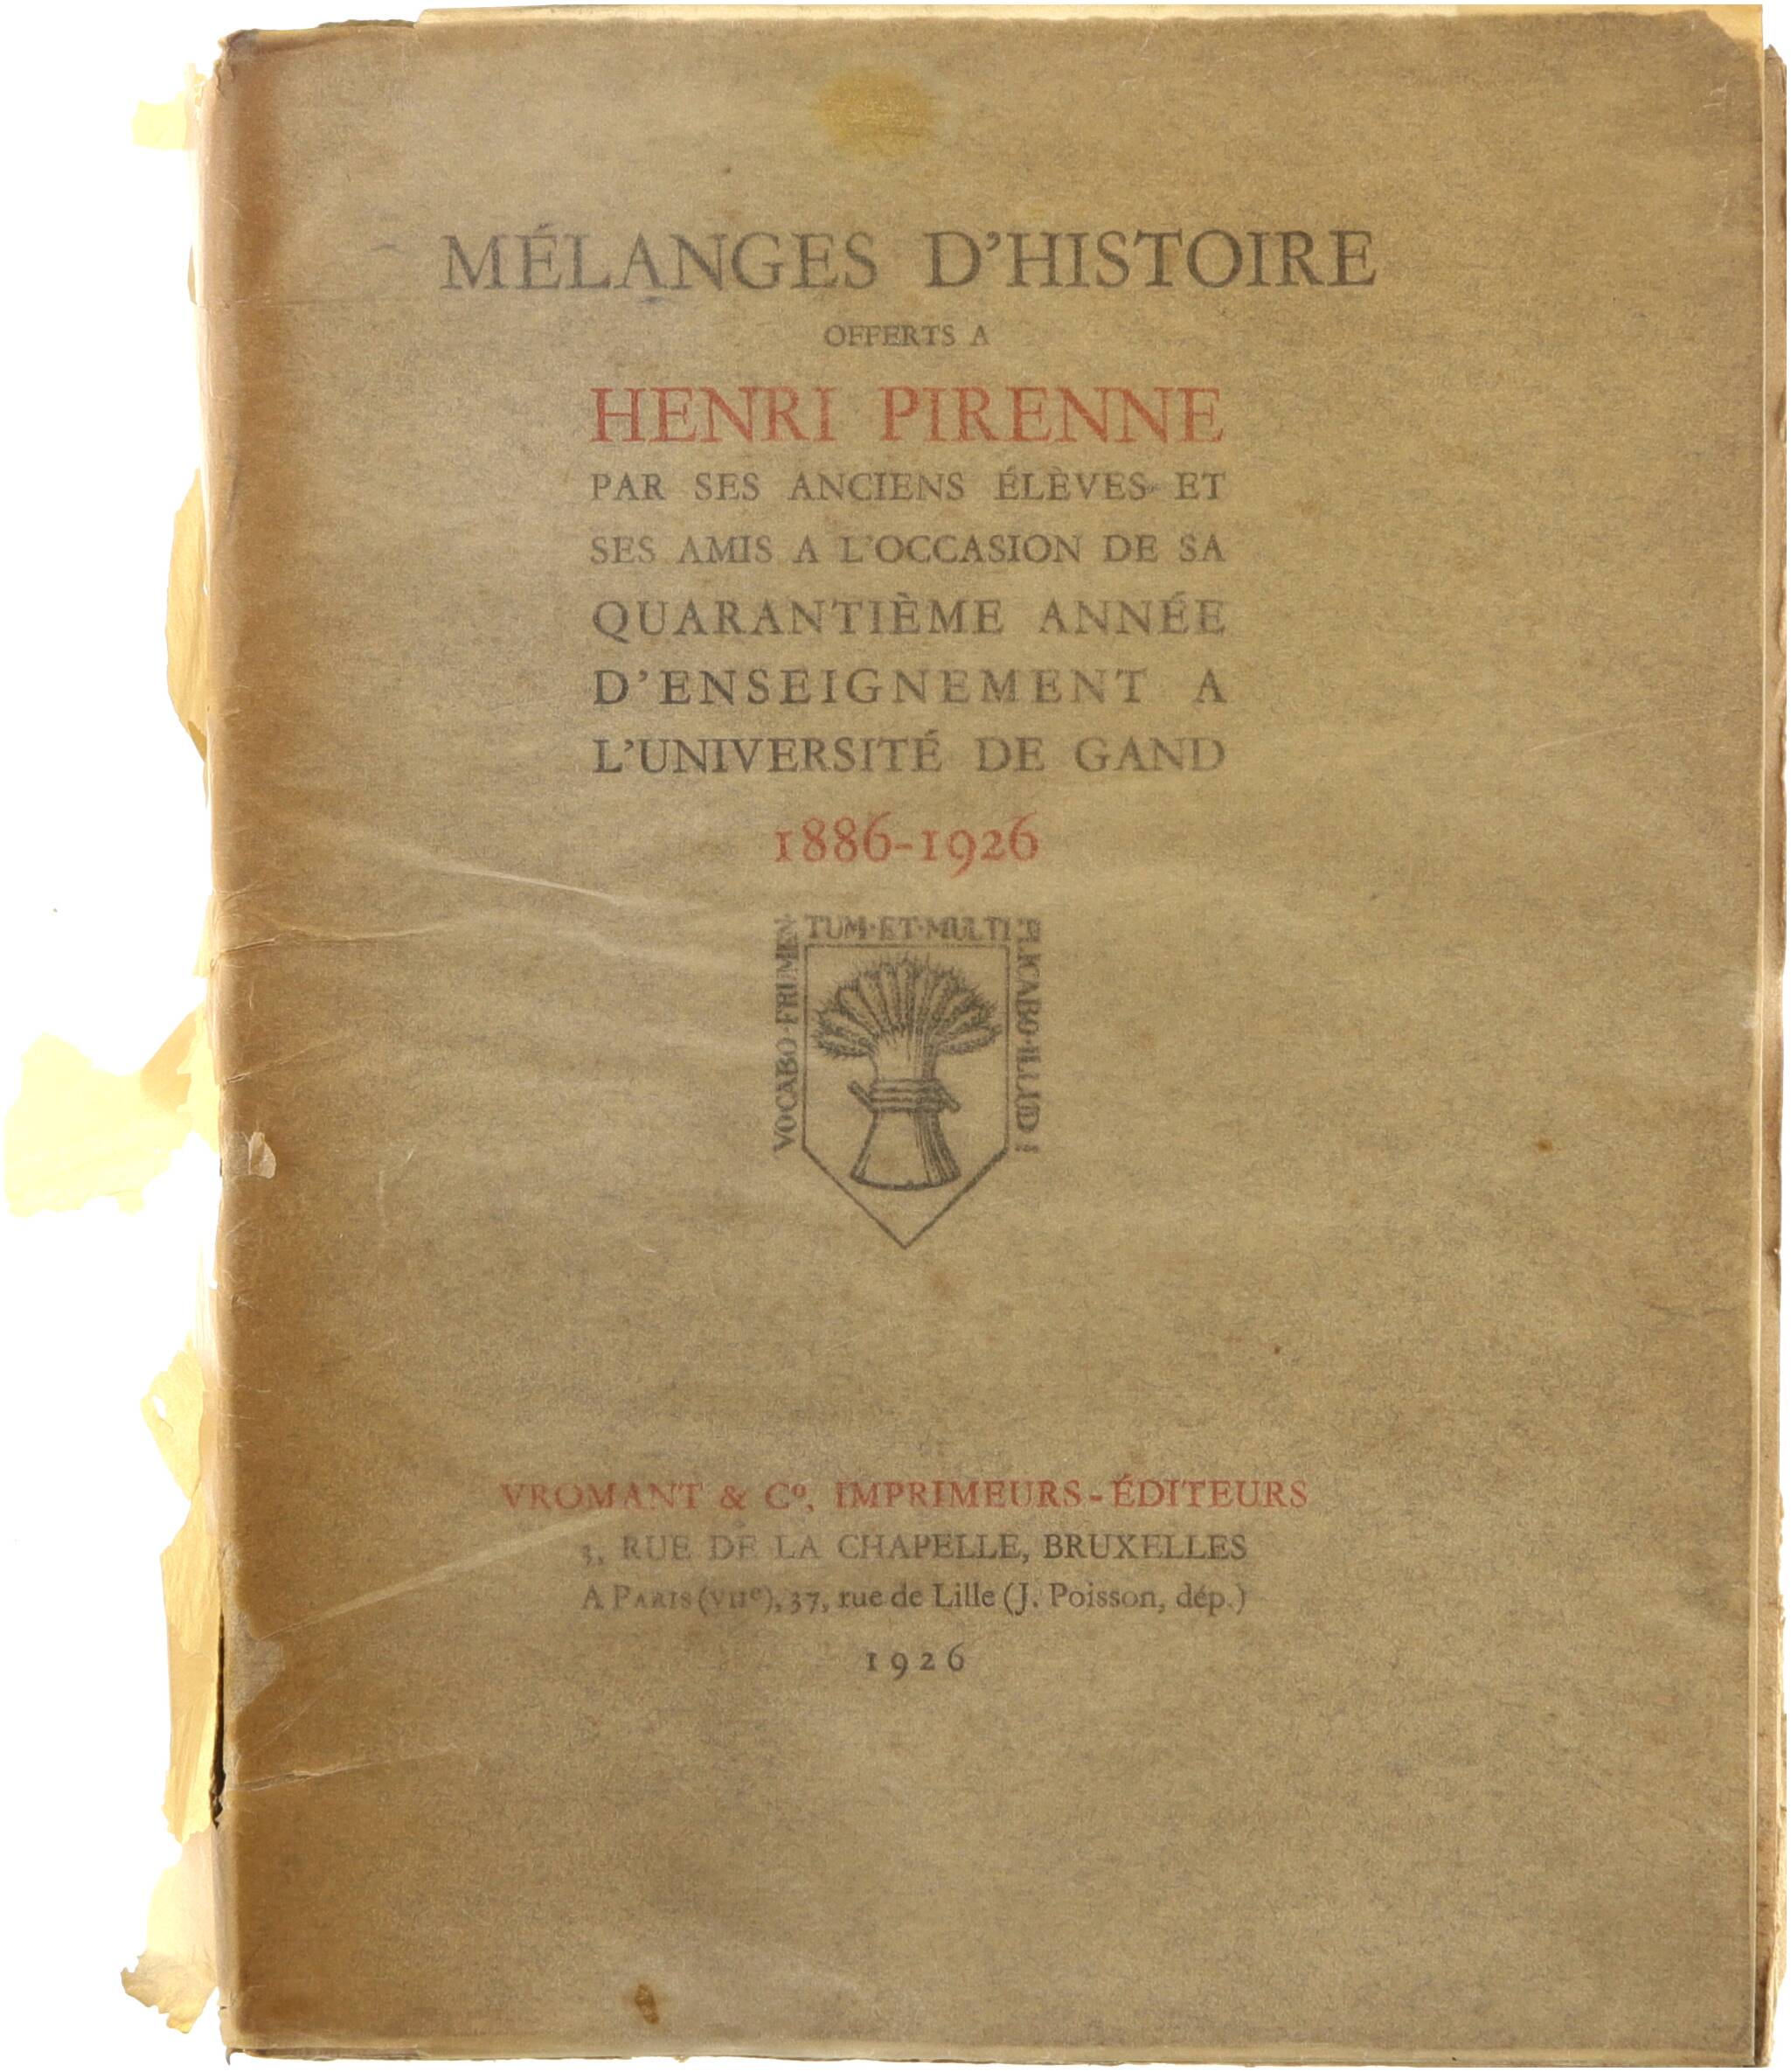 MÉLANGES D'HISTOIRE
OFFERTS A
HENRI PIRENNE
PAR SES ANCIENS ÉLÈVES ET
SES AMIS A L'OCCASION DE SA
QUARANTIÈME ANNÉE
D'ENSEIGNEMENT A
L'UNIVERSITÉ DE GAND
1886-1926
VOCABO·FRUMEN
TUM·ET·MULTI
PLICABO·ILLUD
VROMANT & Cº, IMPRIMEURS-ÉDITEURS
3, RUE DE LA CHAPELLE, BRUXELLES
A PARIS (VIIe), 37, rue de Lille (J. Poisson, dép.)
1926